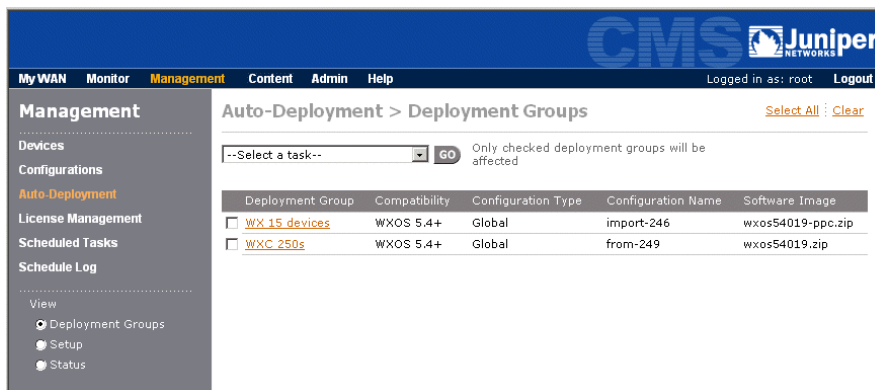 CMS Juniper NETWORKS
My WAN Monitor Management Content Admin Help Logged in as: root Logout
Management
Devices
Configurations
Auto-Deployment
License Management
Scheduled Tasks
Schedule Log
View
Deployment Groups
Setup
Status
Auto-Deployment > Deployment Groups Select All Clear
--Select a task-- GO Only checked deployment groups will be
affected
Deployment Group Compatibility Configuration Type Configuration Name Software Image
WX 15 devices WXOS 5.4+ Global import-246 wxos54019-ppc.zip
WXC 250s WXOS 5.4+ Global from-249 wxos54019.zip